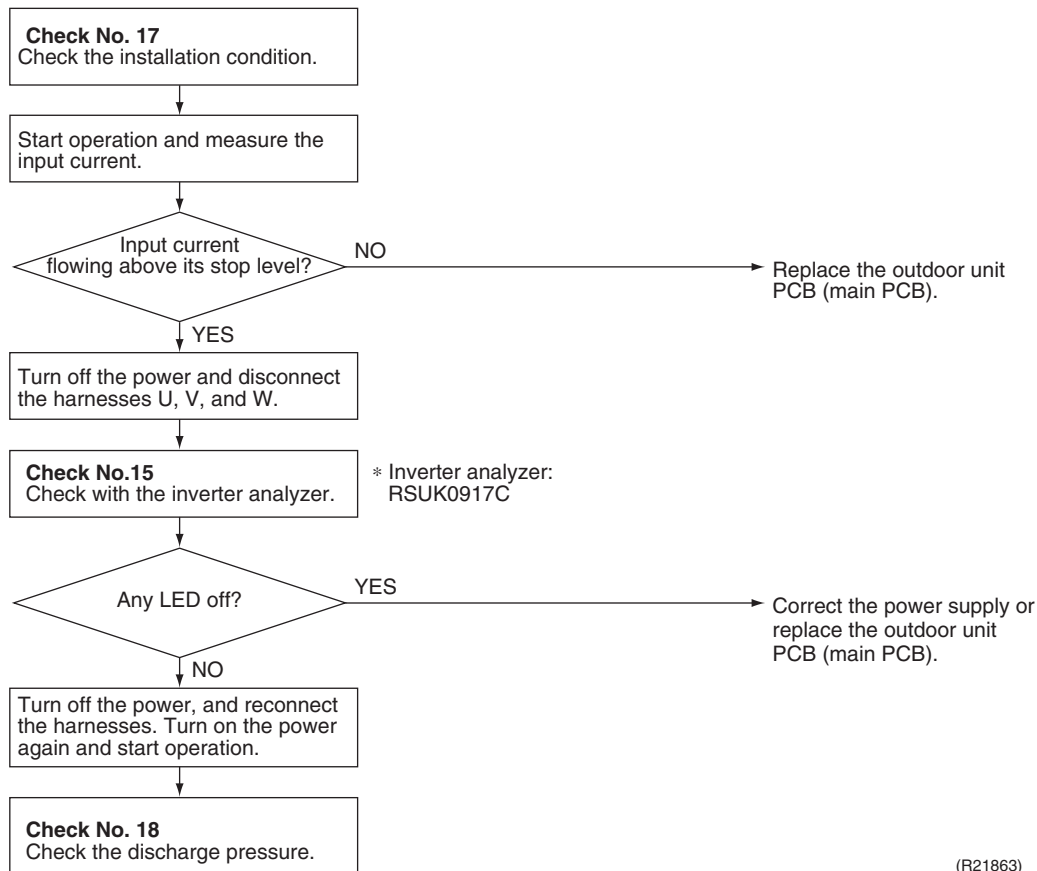 Check No. 17
Check the installation condition.
Start operation and measure the
input current.
Input current
flowing above its stop level?
NO
Replace the outdoor unit
PCB (main PCB).
YES
Turn off the power and disconnect
the harnesses U, V, and W.
Check No.15
Check with the inverter analyzer.
* Inverter analyzer:
RSUK0917C
Any LED off?
YES
Correct the power supply or
replace the outdoor unit
PCB (main PCB).
NO
Turn off the power, and reconnect
the harnesses. Turn on the power
again and start operation.
Check No. 18
Check the discharge pressure.
(R21863)